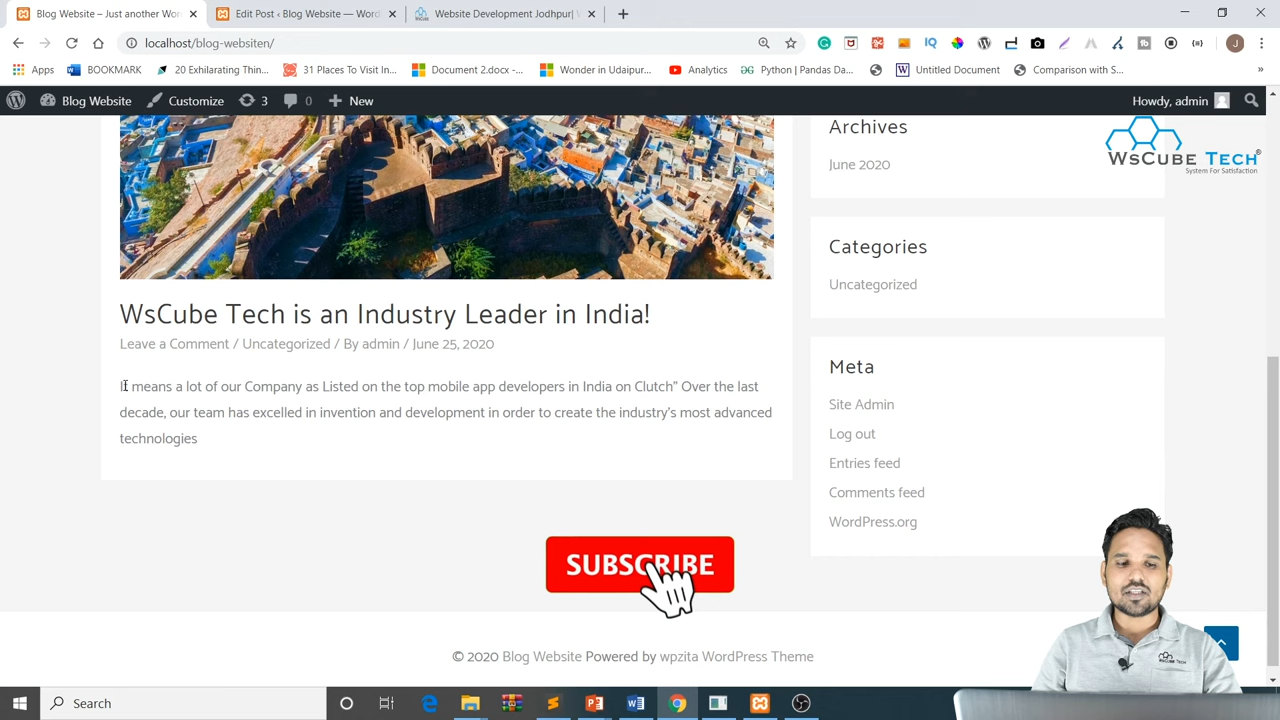 Blog Website – Just another Wor
Edit Post ‹ Blog Website — Word
Website Development Jodhpur| W
localhost/blog-websiten/
Apps
BOOKMARK
20 Exhilarating Thin...
31 Places To Visit In...
Document 2.docx -...
Wonder in Udaipur...
Analytics
Python | Pandas Da...
Untitled Document
Comparison with S...
Blog Website
Customize
3
0
New
Howdy, admin
WsCube Tech®
System For Satisfaction
Archives
June 2020
Categories
Uncategorized
WsCube Tech is an Industry Leader in India!
Leave a Comment / Uncategorized / By admin / June 25, 2020
It means a lot of our Company as Listed on the top mobile app developers in India on Clutch” Over the last
decade, our team has excelled in invention and development in order to create the industry’s most advanced
technologies
Meta
Site Admin
Log out
Entries feed
Comments feed
WordPress.org
SUBSCRIBE
© 2020 Blog Website Powered by wpzita WordPress Theme
WsCube Tech
Search